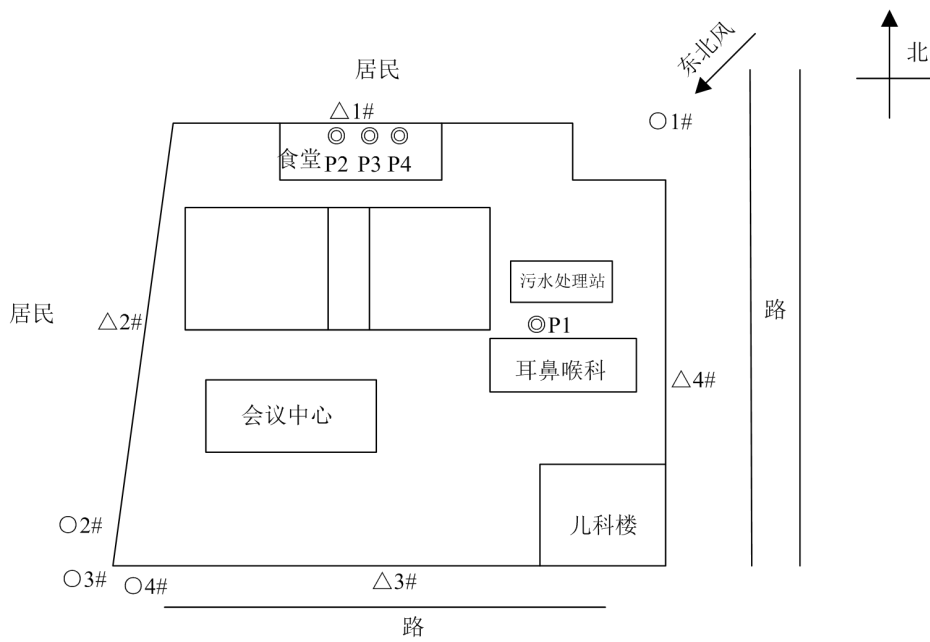 东北风
北
居民
△1#
○1#
食堂 P2 P3 P4
污水处理站
居民
△2#
◎P1
路
耳鼻喉科
△4#
会议中心
○2#
儿科楼
○3#
○4#
△3#
路